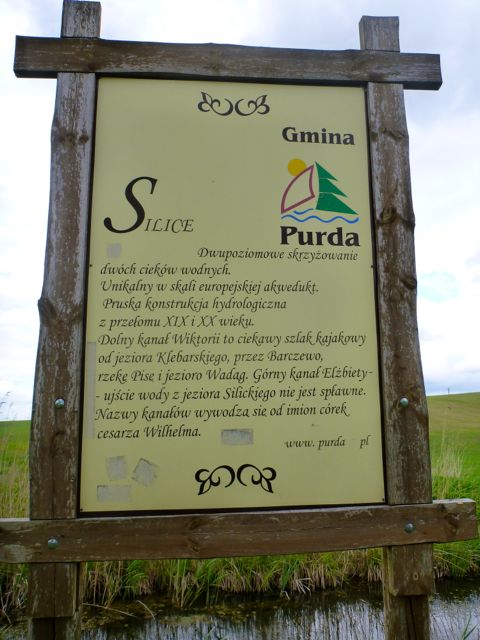 Gmina
Purda
SILICE
Dwupoziomowe skrzyżowanie
dwóch cieków wodnych.
Unikalny w skali europejskiej akwedukt.
Pruska konstrukcja hydrologiczna
z przełomu XIX i XX wieku.
Dolny kanał Wiktorii to ciekawy szlak kajakowy
od jeziora Klebarskiego, przez Barczewo,
rzekę Pisę i jezioro Wadąg. Górny kanał Elżbiety-
- ujście wody z jeziora Silickiego nie jest spławne.
Nazwy kanałów wywodzą się od imion córek
cesarza Wilhelma.
www. purda pl